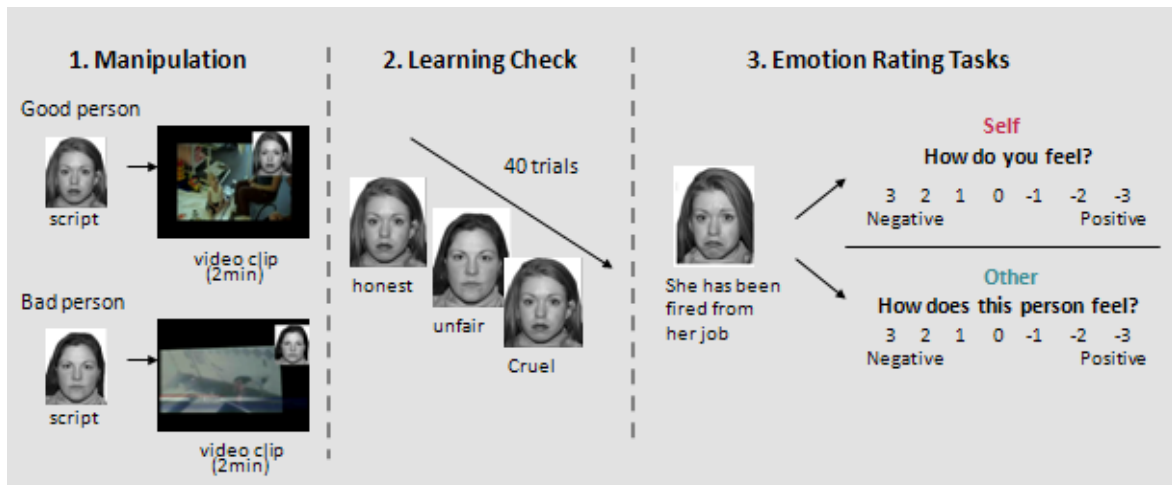 1. Manipulation
Good person
script
video clip
(2min)
Bad person
script
video clip
(2min)
2. Learning Check
40 trials
honest
unfair
Cruel
3. Emotion Rating Tasks
She has been
fired from
her job
Self
How do you feel?
3 2 1 0 -1 -2 -3
Negative Positive
Other
How does this person feel?
3 2 1 0 -1 -2 -3
Negative Positive